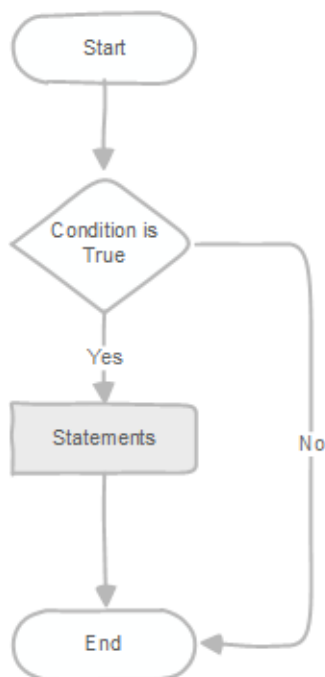 Start
Condition is
True
Yes
Statements
No
End